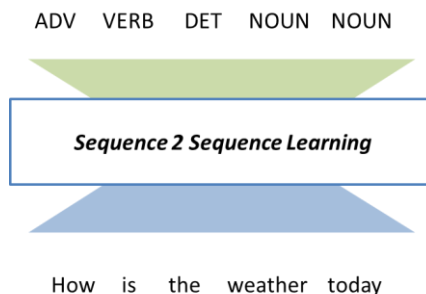 ADV VERB DET NOUN NOUN
Sequence 2 Sequence Learning
How is the weather today